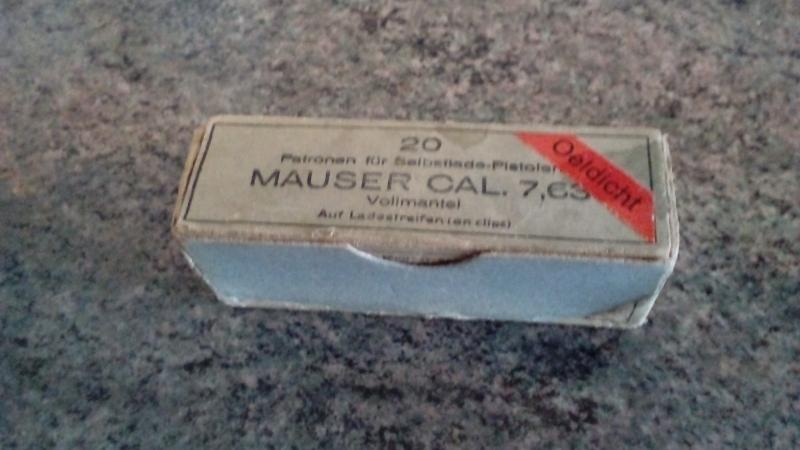 20
Patronen für Selbstlade-Pistolen
MAUSER CAL. 7,63
Vollmantel
Auf Ladestreifen (en clips)
Oeldicht